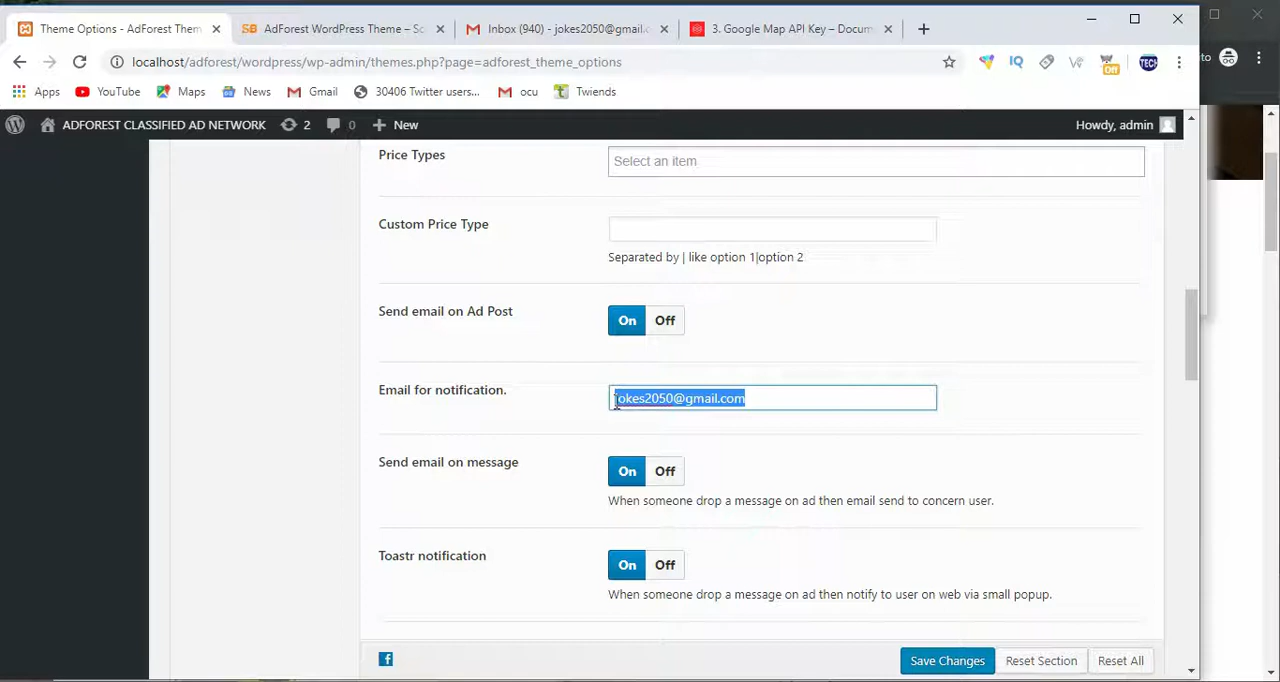 Theme Options - AdForest Them
AdForest WordPress Theme – Sc
Inbox (940) - jokes2050@gmail.c
3. Google Map API Key – Docum
localhost/adforest/wordpress/wp-admin/themes.php?page=adforest_theme_options
IQ
Off
TECH
to
Apps
YouTube
Maps
News
Gmail
30406 Twitter users...
ocu
Twiends
ADFOREST CLASSIFIED AD NETWORK
2
0
New
Howdy, admin
Price Types
Select an item
Custom Price Type
Separated by | like option 1|option 2
Send email on Ad Post
On Off
Email for notification.
jokes2050@gmail.com
Send email on message
On Off
When someone drop a message on ad then email send to concern user.
Toastr notification
On Off
When someone drop a message on ad then notify to user on web via small popup.
Save Changes
Reset Section
Reset All